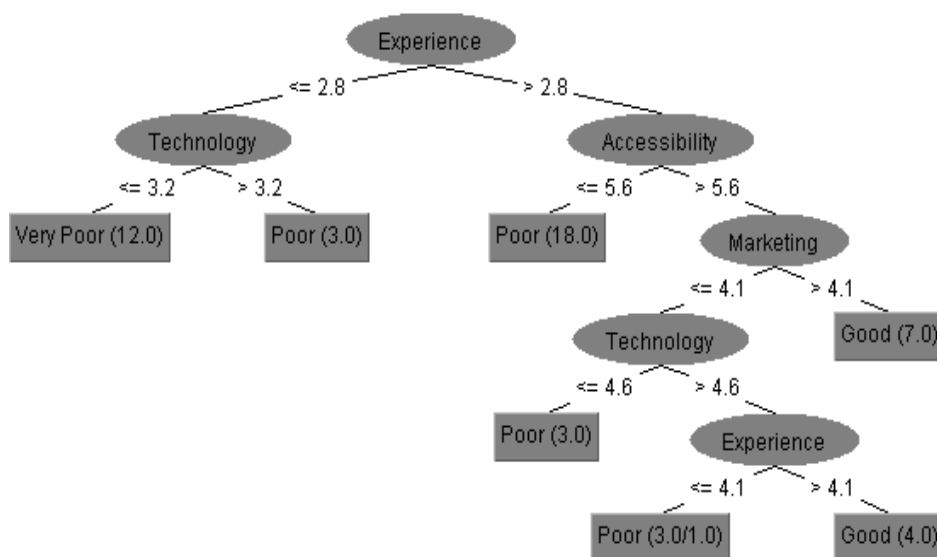 Experience
<= 2.8
> 2.8
Technology
Accessibility
<= 3.2
> 3.2
<= 5.6
> 5.6
Very Poor (12.0)
Poor (3.0)
Poor (18.0)
Marketing
<= 4.1
> 4.1
Technology
Good (7.0)
<= 4.6
> 4.6
Poor (3.0)
Experience
<= 4.1
> 4.1
Poor (3.0/1.0)
Good (4.0)